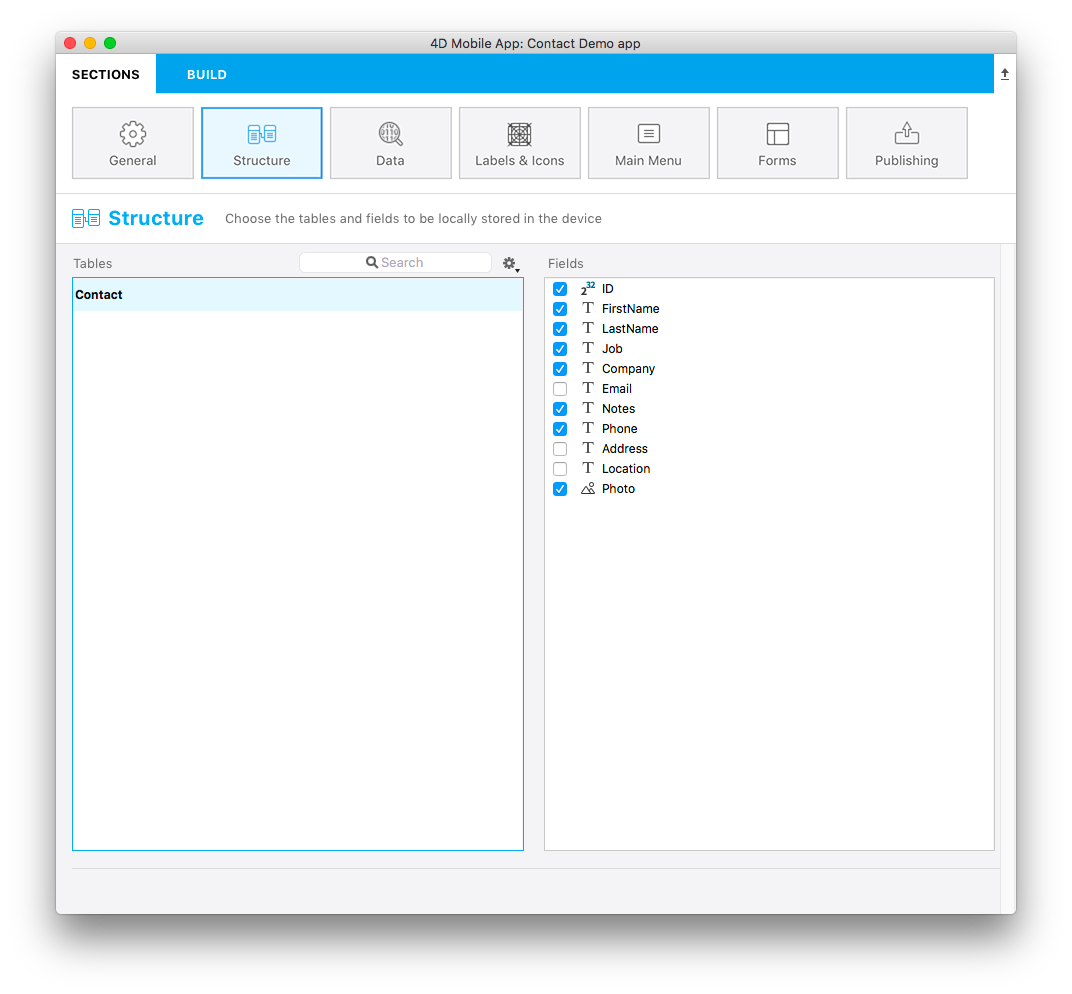 4D Mobile App: Contact Demo app
SECTIONS BUILD
General Structure Data Labels & Icons Main Menu Forms Publishing
Structure Choose the tables and fields to be locally stored in the device
Tables Search Fields
Contact
2³² ID
T FirstName
T LastName
T Job
T Company
T Email
T Notes
T Phone
T Address
T Location
Photo